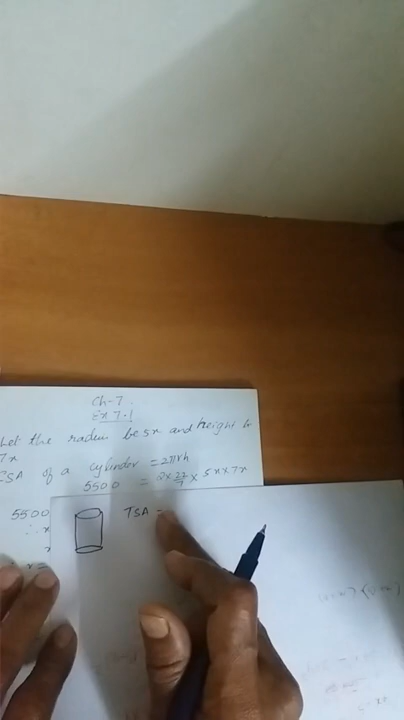 Ch-7.
Ex 7.1
Let the radius be 5x and height be
7x
CSA of a cylinder = 2πrh
5500 = 2 × 22/7 × 5x × 7x
5500
∴ x
x
r =
TSA =